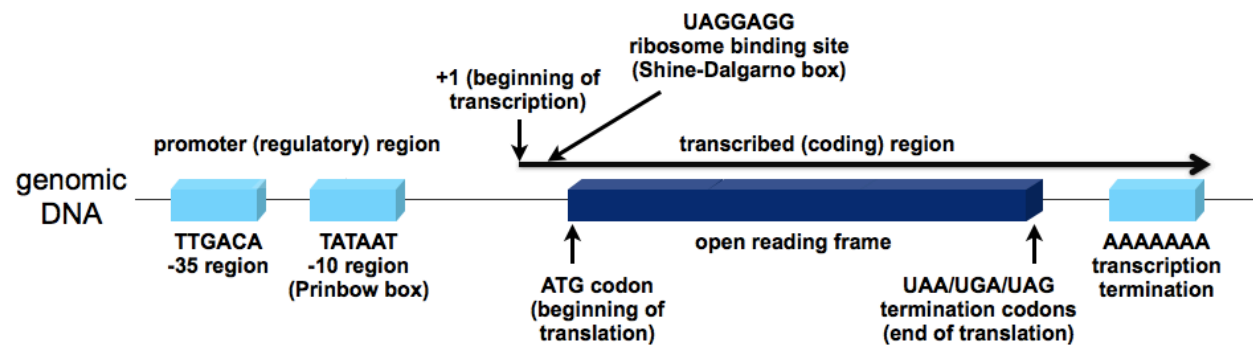 UAGGAGG
ribosome binding site
(Shine-Dalgarno box)
+1 (beginning of
transcription)
promoter (regulatory) region
transcribed (coding) region
genomic
DNA
TTGACA
-35 region
TATAAT
-10 region
(Prinbow box)
open reading frame
AAAAAAA
transcription
termination
ATG codon
(beginning of
translation)
UAA/UGA/UAG
termination codons
(end of translation)